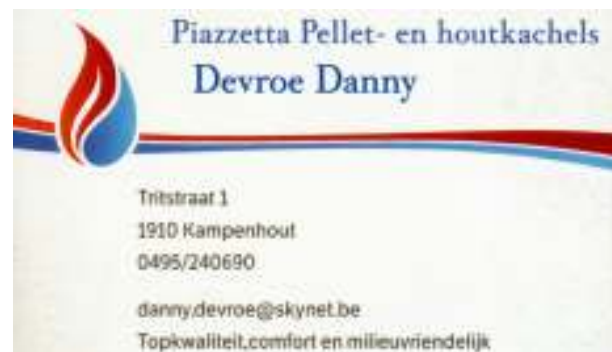 Piazzetta Pellet- en houtkachels
Devroe Danny
Tritstraat 1
1910 Kampenhout
0495/240690
danny.devroe@skynet.be
Topkwaliteit,comfort en milieuvriendelijk